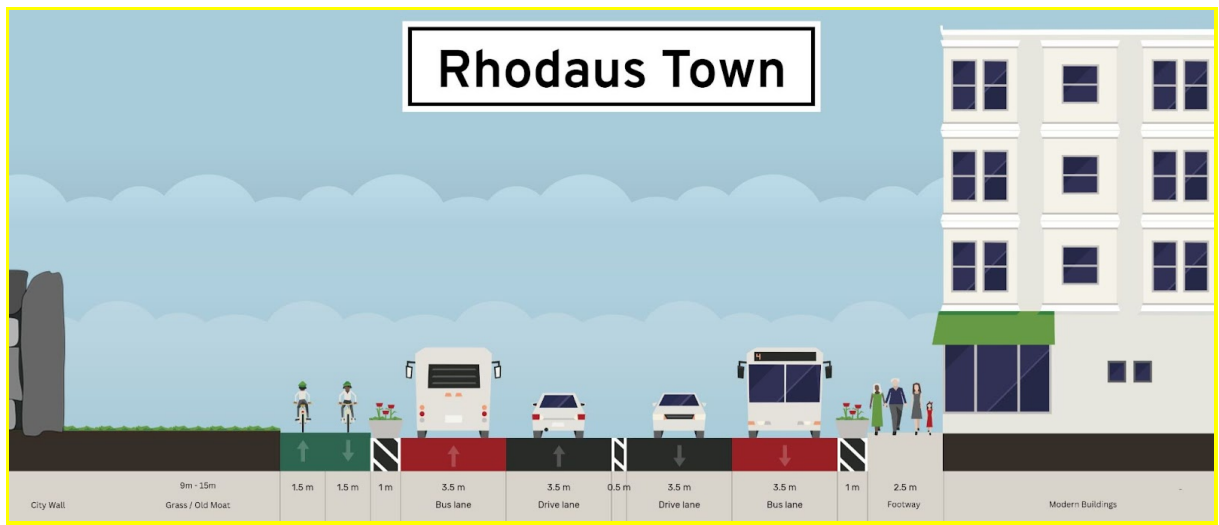 Rhodaus Town
4
9m - 15m
1.5 m
1.5 m
1 m
3.5 m
3.5 m
0.5 m
3.5 m
3.5 m
1 m
2.5 m
City Wall
Grass / Old Moat
Bus lane
Drive lane
Drive lane
Bus lane
Footway
Modern Buildings